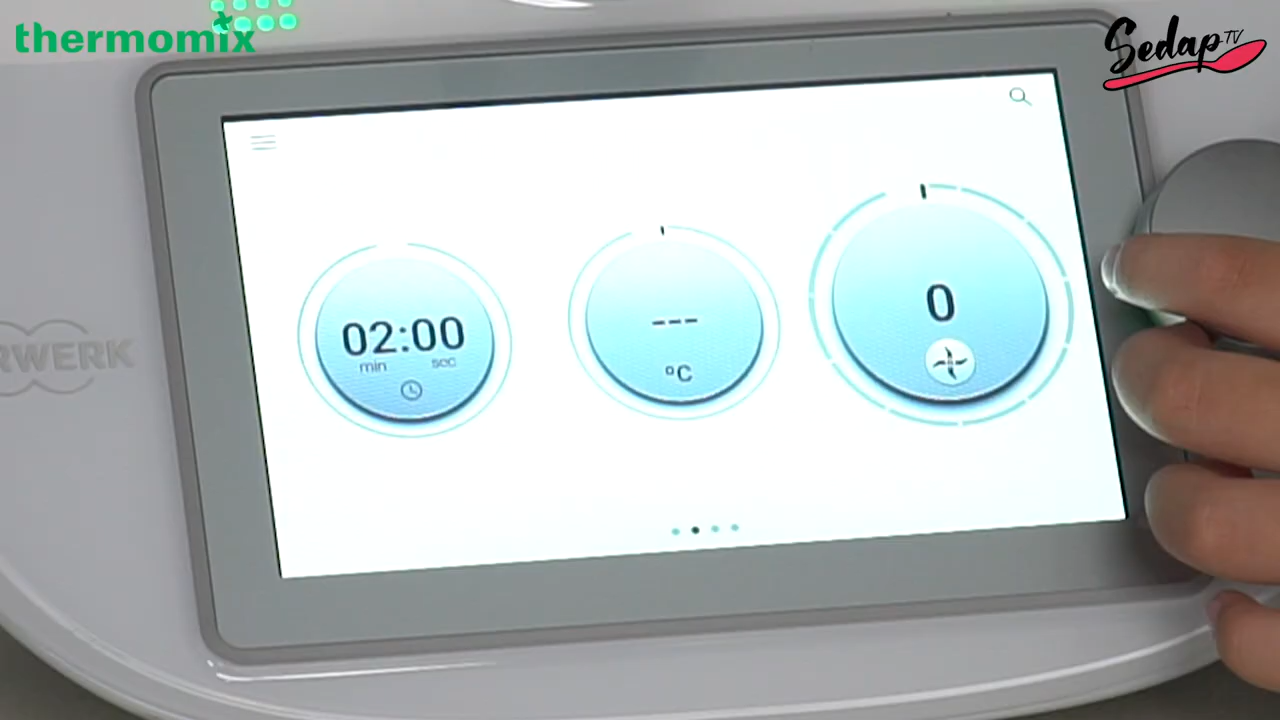 thermomix
Sedap TV
RWERK
02:00
min sec
---
°C
0